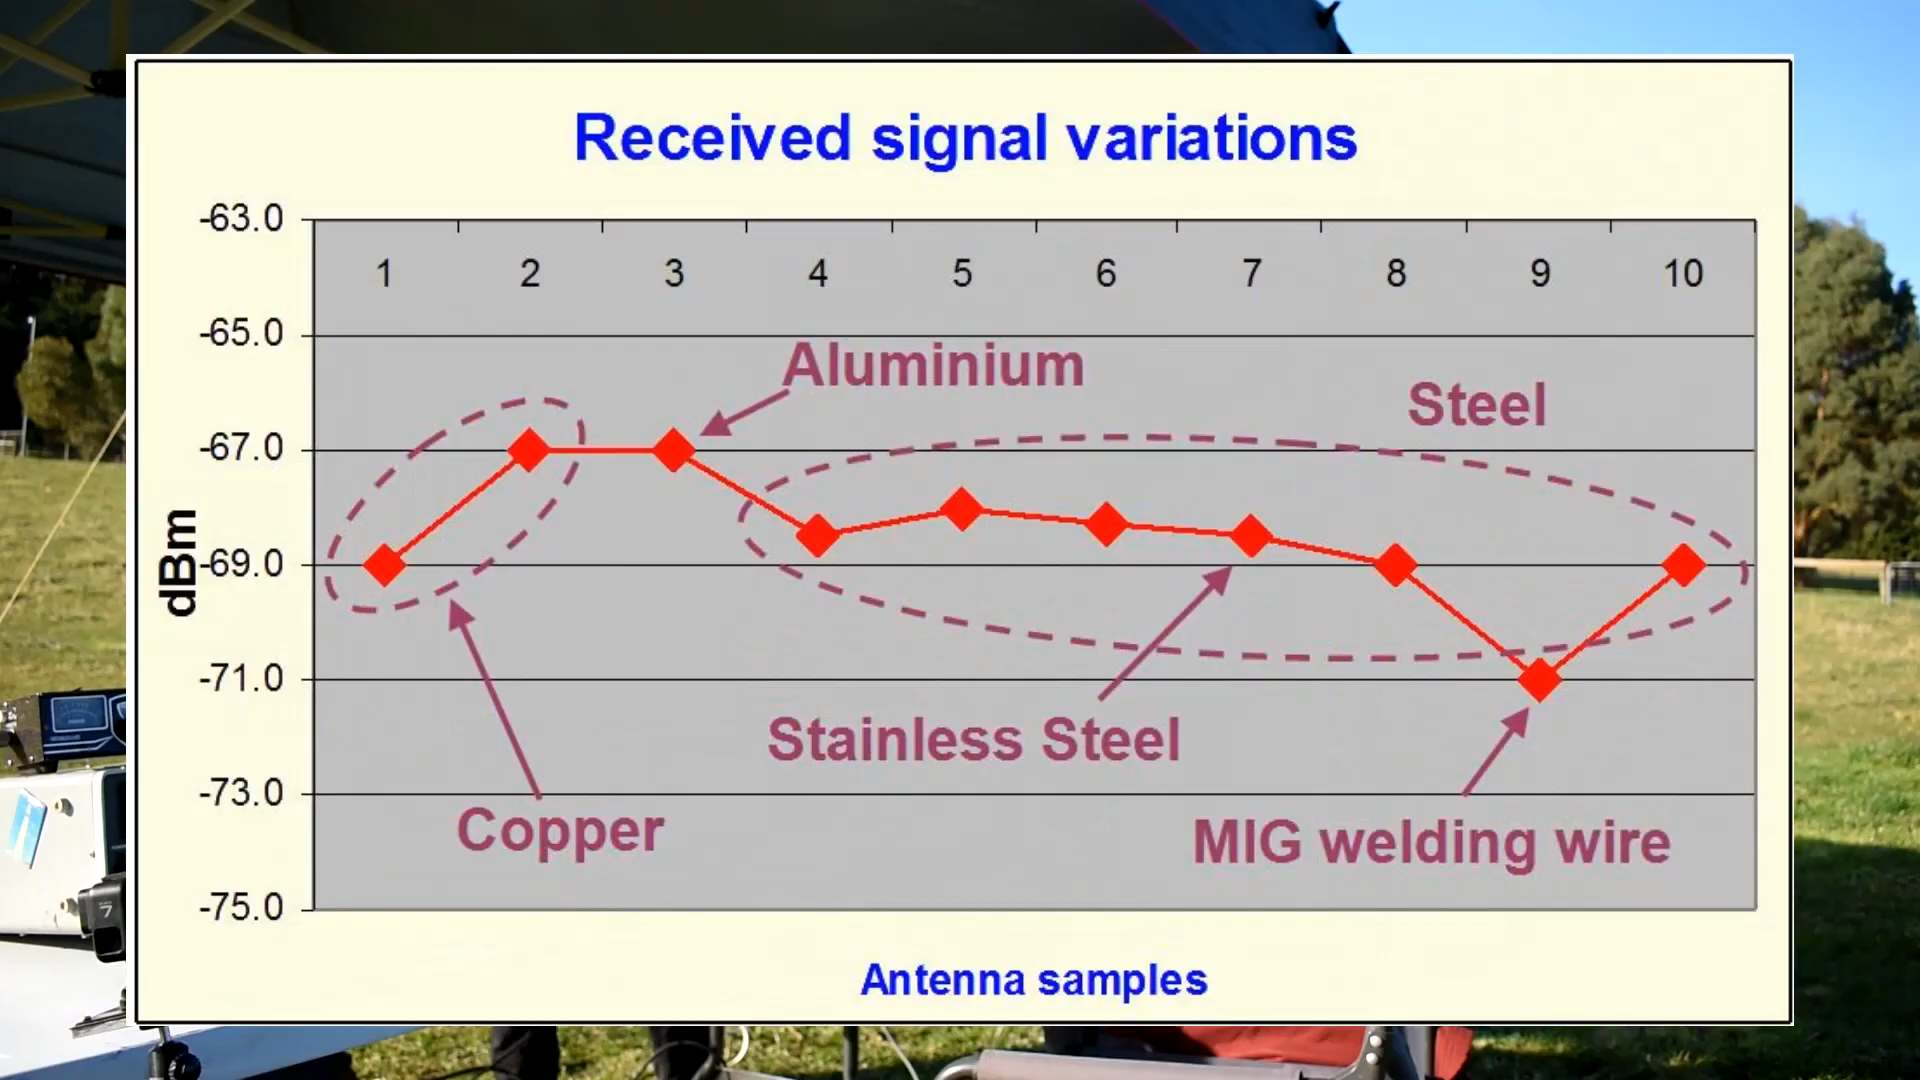 Received signal variations
-63.0
1 2 3 4 5 6 7 8 9 10
-65.0
Aluminium
Steel
-67.0
dBm
-69.0
-71.0
Stainless Steel
-73.0
Copper
MIG welding wire
-75.0
Antenna samples
7